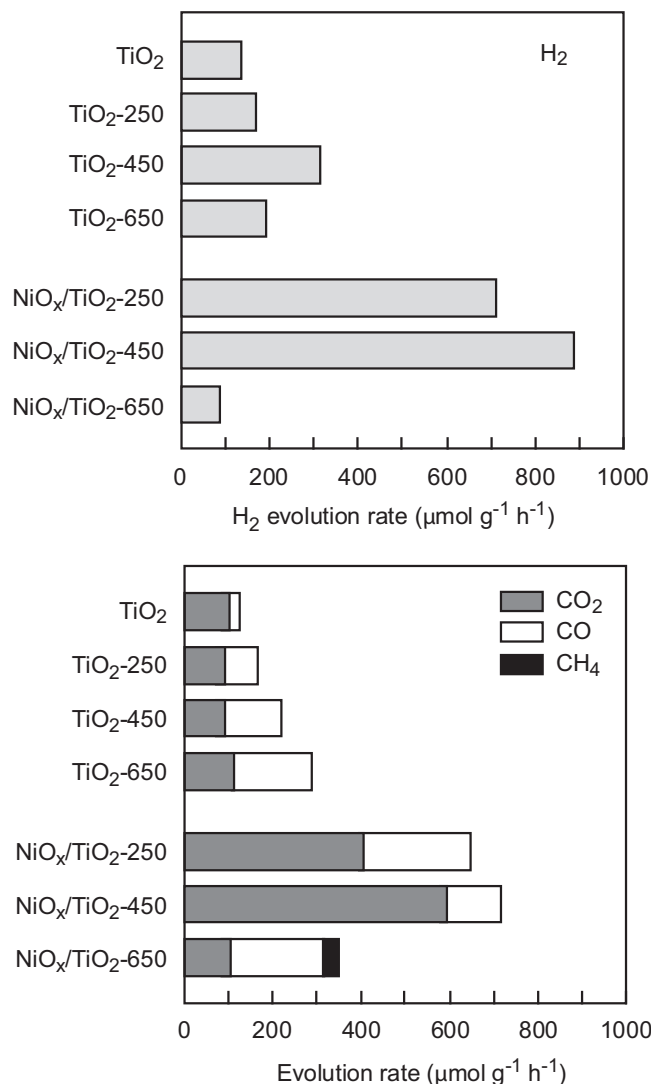 H₂
TiO₂
TiO₂-250
TiO₂-450
TiO₂-650
NiOₓ/TiO₂-250
NiOₓ/TiO₂-450
NiOₓ/TiO₂-650
0 200 400 600 800 1000
H₂ evolution rate (µmol g⁻¹ h⁻¹)
CO₂
CO
CH₄
TiO₂
TiO₂-250
TiO₂-450
TiO₂-650
NiOₓ/TiO₂-250
NiOₓ/TiO₂-450
NiOₓ/TiO₂-650
0 200 400 600 800 1000
Evolution rate (µmol g⁻¹ h⁻¹)